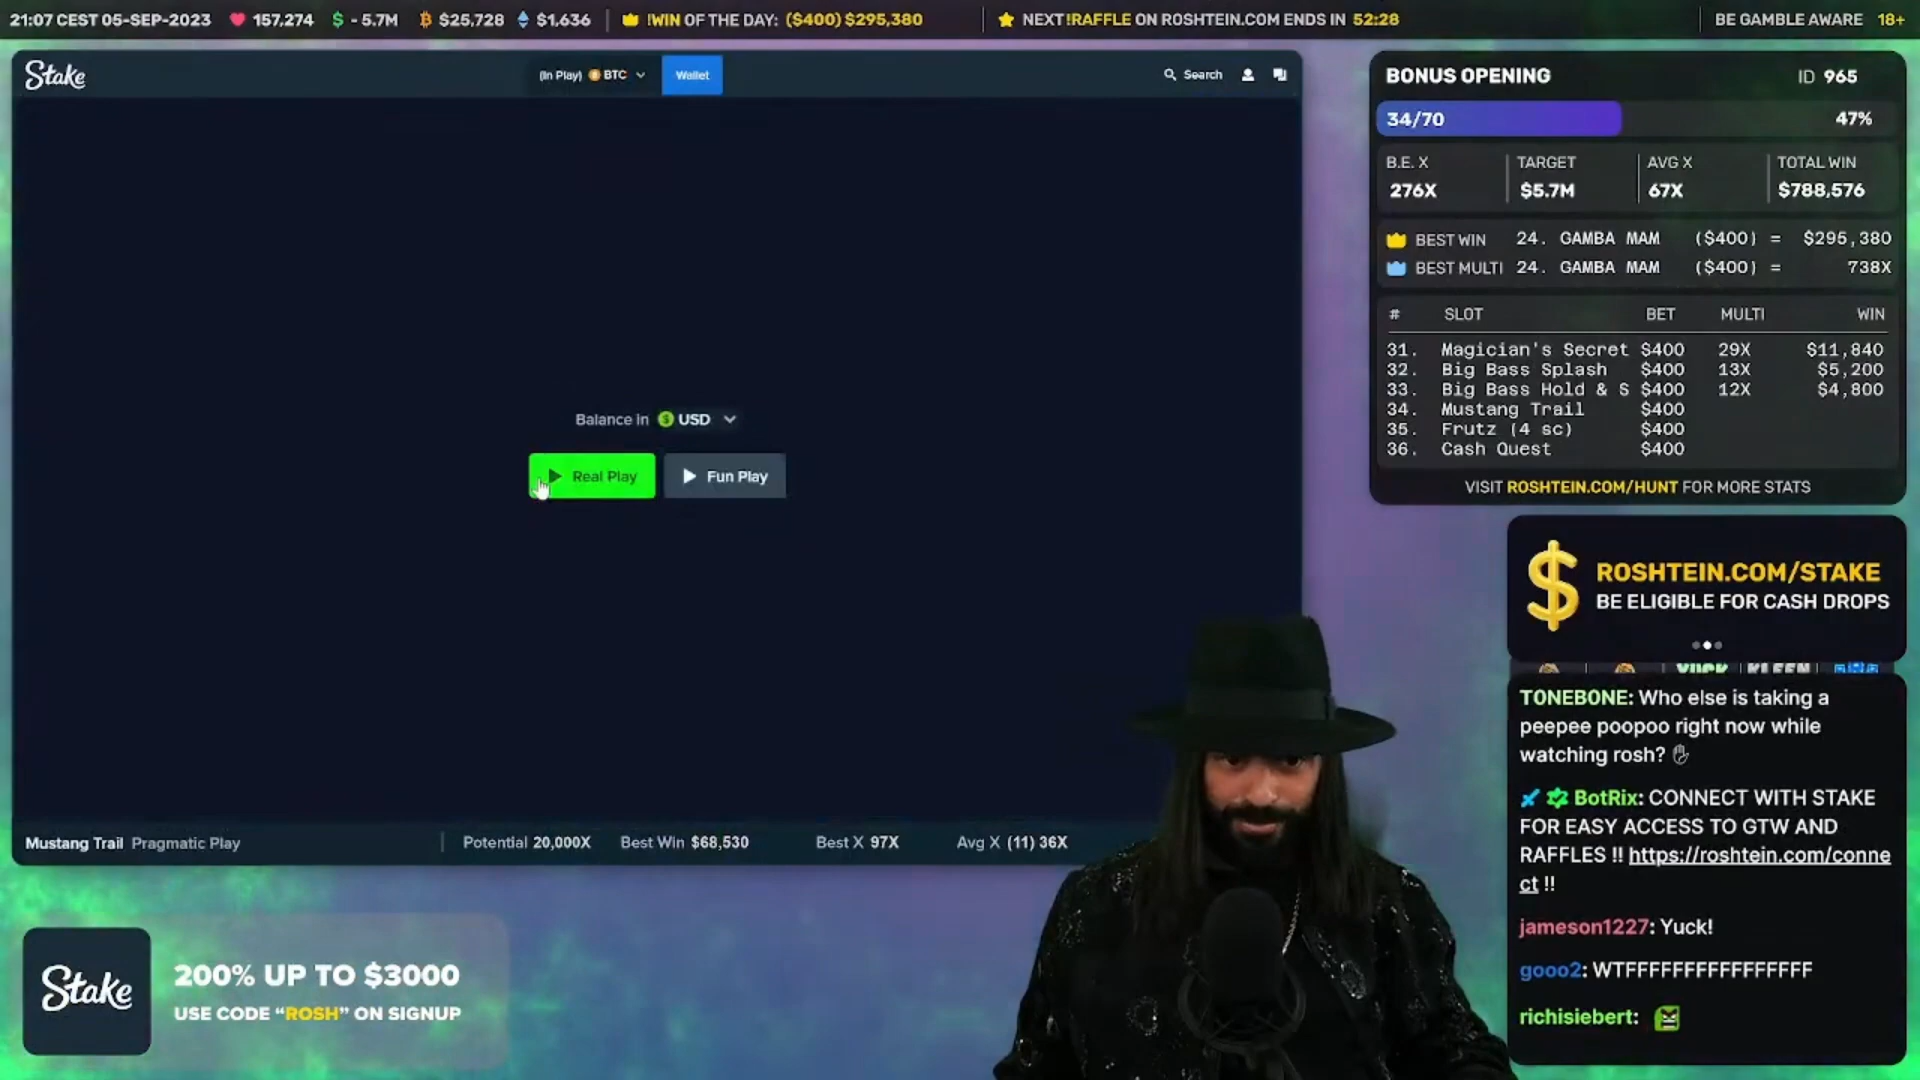 21:07 CEST 05-SEP-2023 157,274 $ - 5.7M $25,728 $1,636 !WIN OF THE DAY: ($400) $295,380 NEXT !RAFFLE ON ROSHTEIN.COM ENDS IN 52:28 BE GAMBLE AWARE 18+
Stake
(In Play) BTC
Wallet
Search
Balance in USD
Real Play
Fun Play
Mustang Trail Pragmatic Play
Potential 20,000X
Best Win $68,530
Best X 97X
Avg X (11) 36X
Stake
200% UP TO $3000
USE CODE “ROSH” ON SIGNUP
BONUS OPENING ID 965
34/70 47%
B.E. X TARGET AVG X TOTAL WIN
276X $5.7M 67X $788,576
BEST WIN 24. GAMBA MAM ($400) = $295,380
BEST MULTI 24. GAMBA MAM ($400) = 738X
# SLOT BET MULTI WIN
31. Magician's Secret $400 29X $11,840
32. Big Bass Splash $400 13X $5,200
33. Big Bass Hold & S $400 12X $4,800
34. Mustang Trail $400
35. Frutz (4 sc) $400
36. Cash Quest $400
VISIT ROSHTEIN.COM/HUNT FOR MORE STATS
ROSHTEIN.COM/STAKE
BE ELIGIBLE FOR CASH DROPS
TONEBONE: Who else is taking a
peepee poopoo right now while
watching rosh?
BotRix: CONNECT WITH STAKE
FOR EASY ACCESS TO GTW AND
RAFFLES !! https://roshtein.com/conne
ct !!
jameson1227: Yuck!
gooo2: WTFFFFFFFFFFFFFFFF
richisiebert: